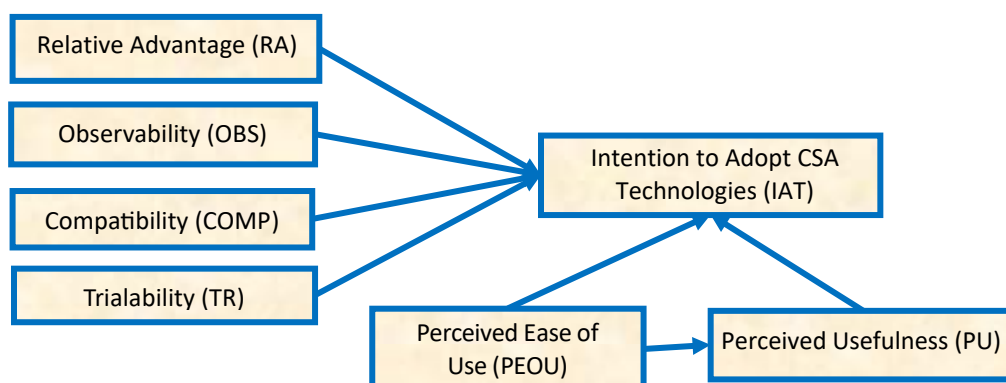 Relative Advantage (RA)
Observability (OBS)
Intention to Adopt CSA
Technologies (IAT)
Compatibility (COMP)
Trialability (TR)
Perceived Ease of
Use (PEOU)
Perceived Usefulness (PU)